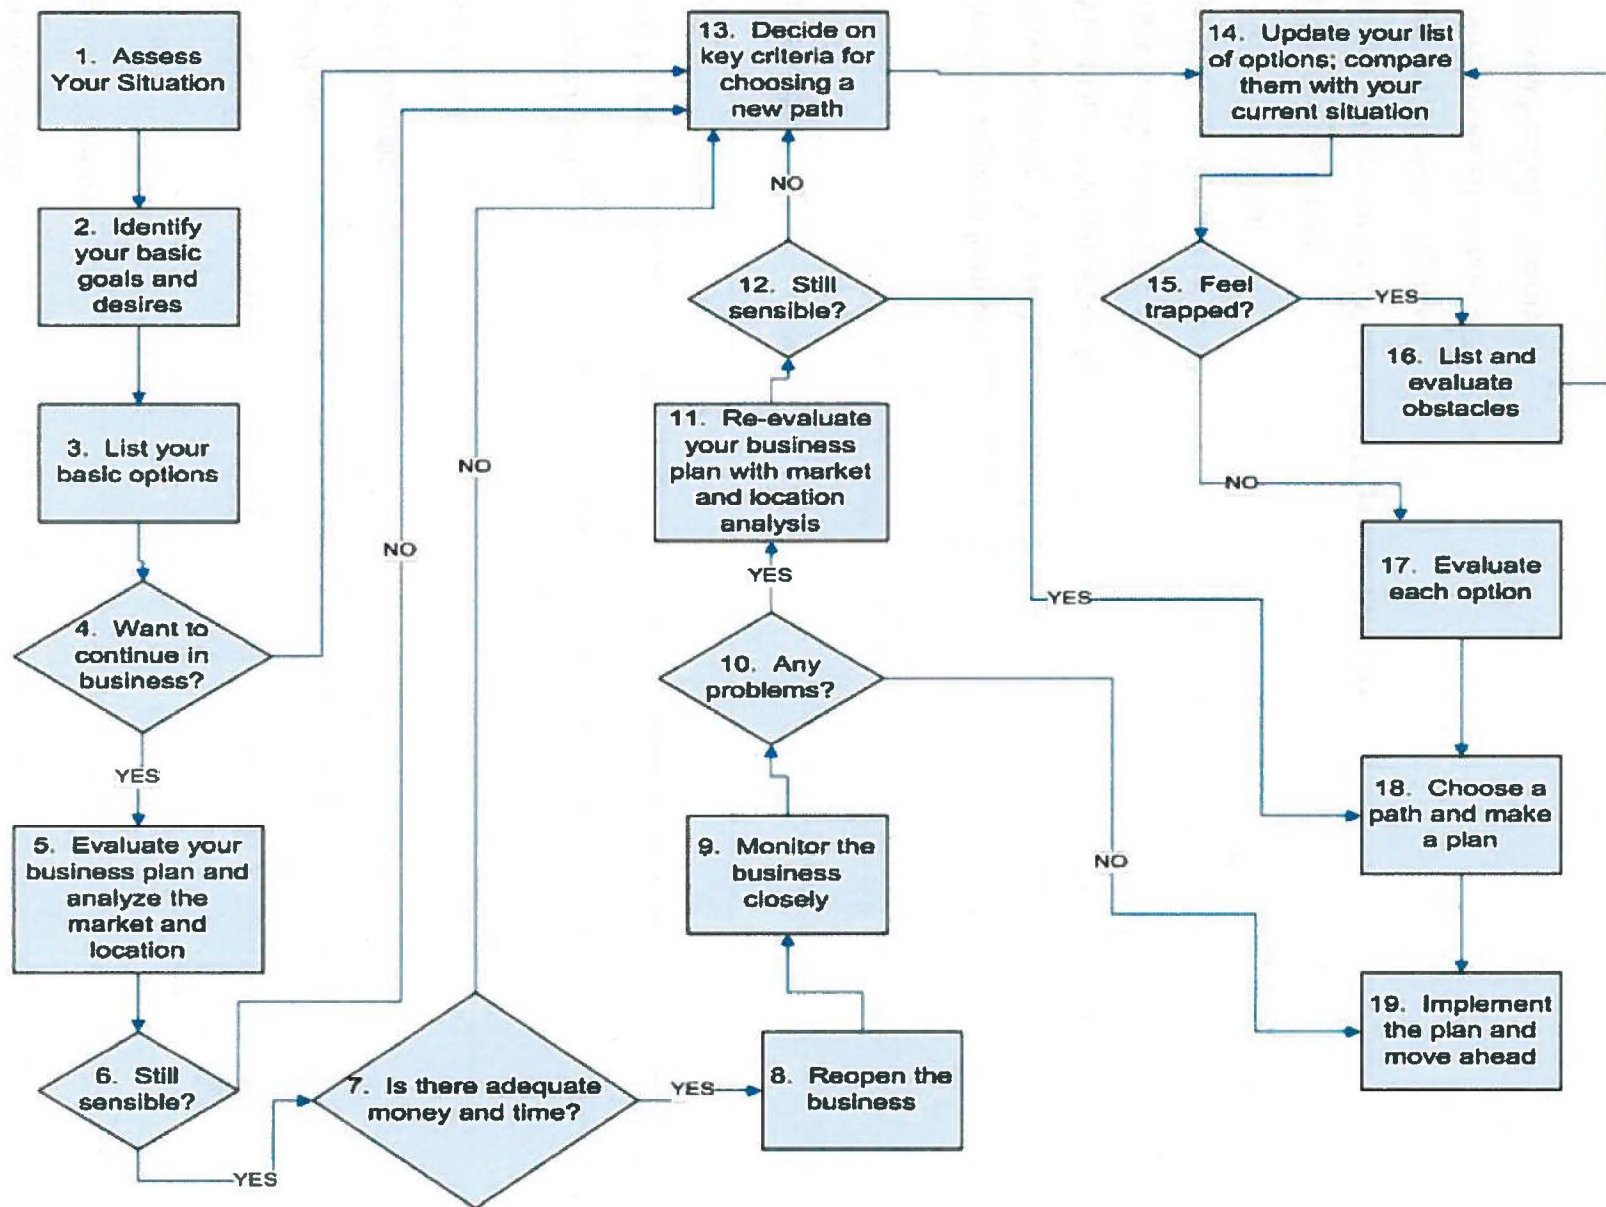 1. Assess
Your Situation
2. Identify
your basic
goals and
desires
3. List your
basic options
4. Want to
continue in
business?
YES
5. Evaluate your
business plan and
analyze the
market and
location
6. Still
sensible?
YES
NO
7. Is there adequate
money and time?
NO
YES
8. Reopen the
business
9. Monitor the
business
closely
10. Any
problems?
YES
NO
11. Re-evaluate
your business
plan with market
and location
analysis
12. Still
sensible?
NO
YES
13. Decide on
key criteria for
choosing a
new path
14. Update your list
of options; compare
them with your
current situation
15. Feel
trapped?
YES
NO
16. List and
evaluate
obstacles
17. Evaluate
each option
18. Choose a
path and make
a plan
19. Implement
the plan and
move ahead